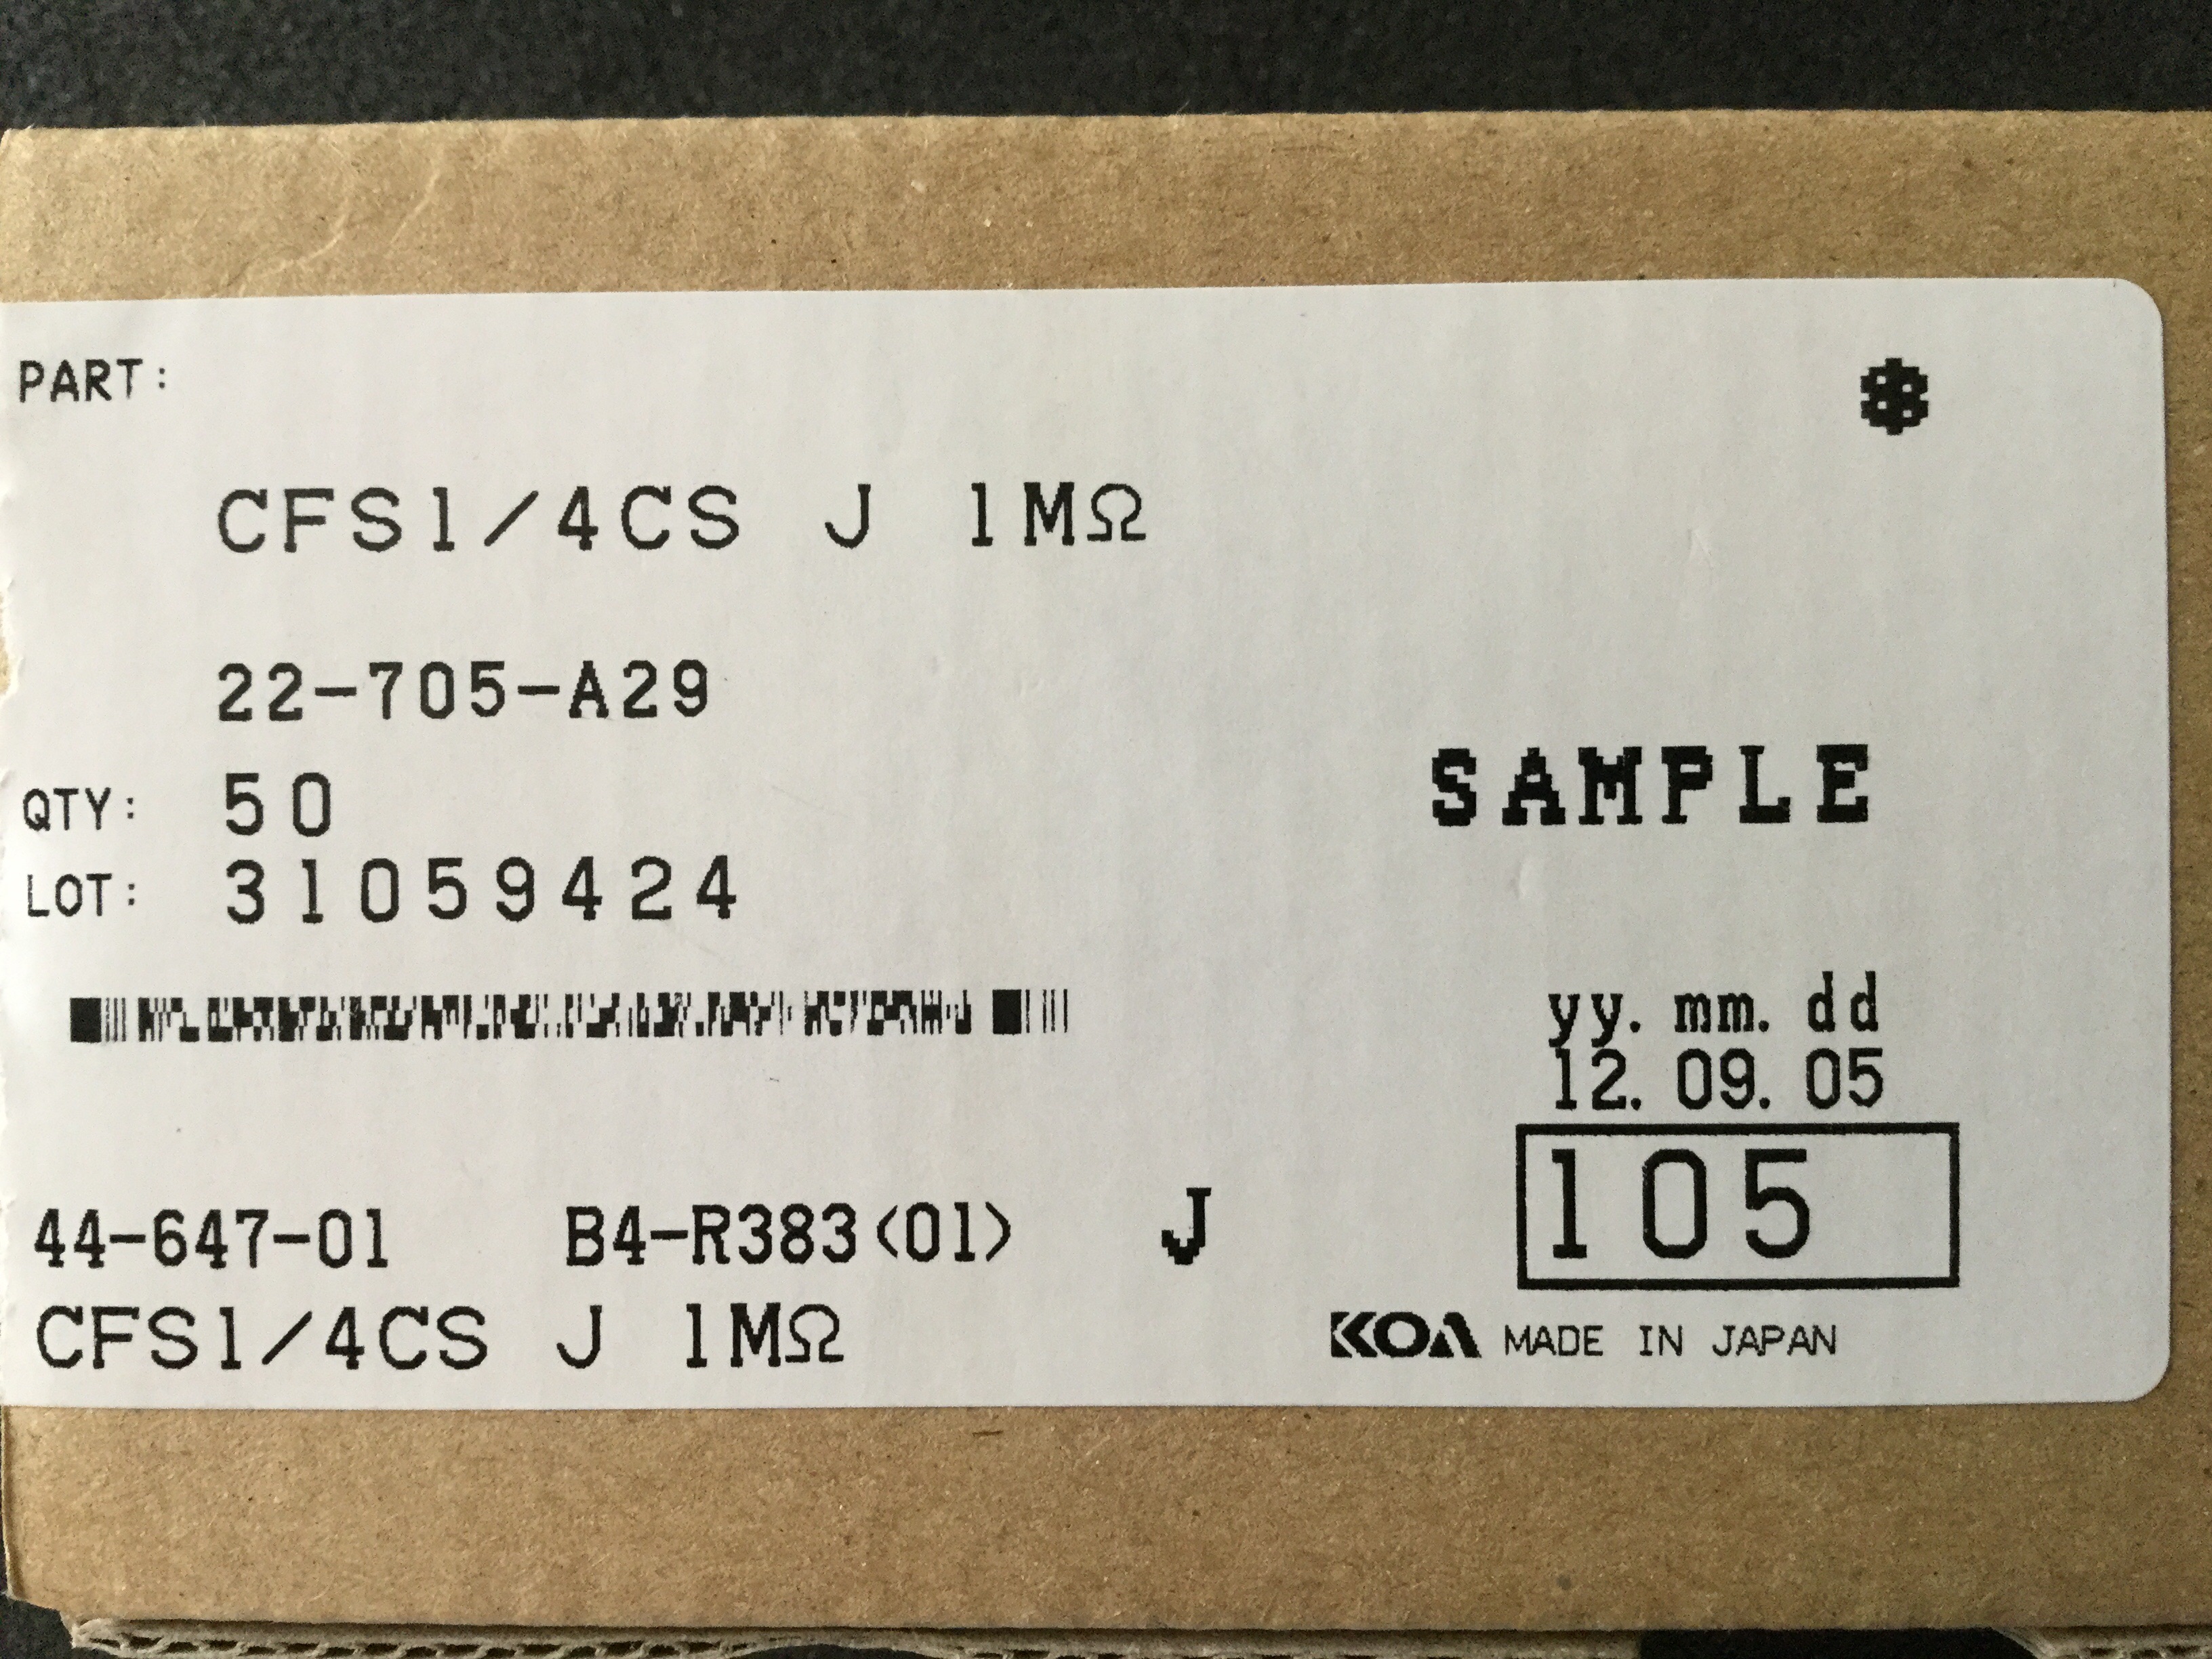 PART:
CFS1/4CS J 1MΩ
22-705-A29
QTY: 50
SAMPLE
LOT: 31059424
yy. mm. dd
12. 09. 05
105
44-647-01 B4-R383<01> J
CFS1/4CS J 1MΩ
KOA MADE IN JAPAN